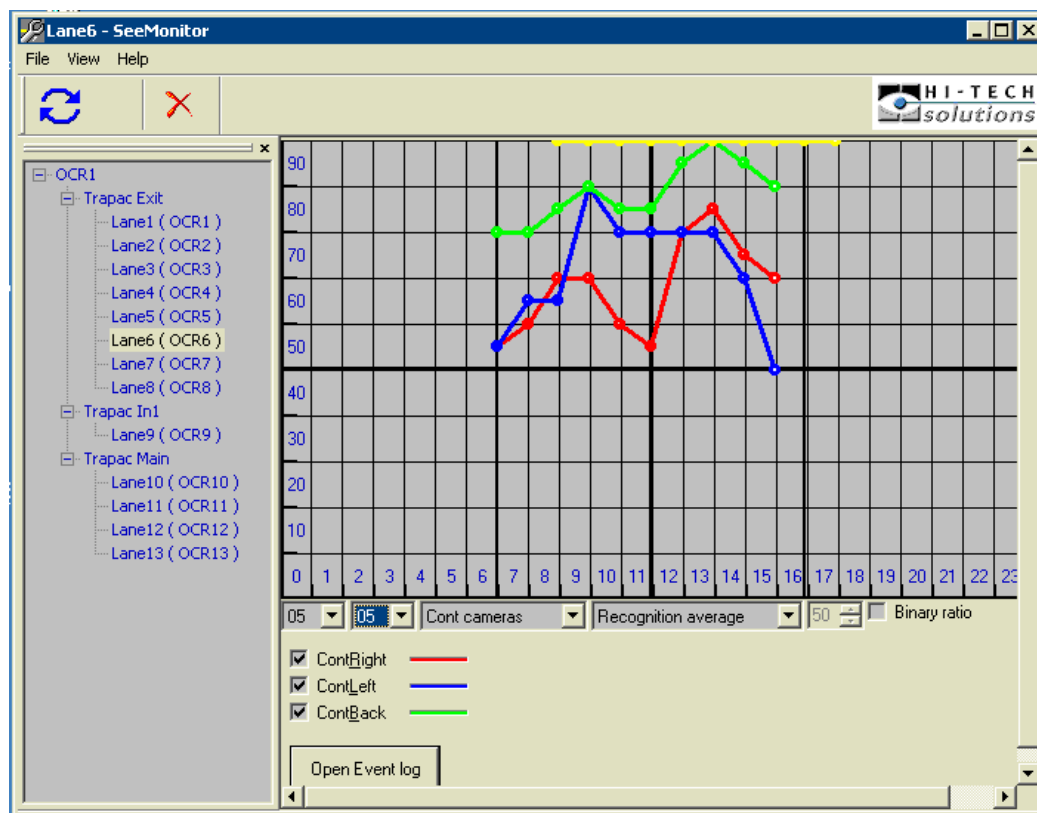 Lane6 - SeeMonitor
File View Help
HI-TECH
solutions
OCR1
Trapac Exit
Lane1 ( OCR1 )
Lane2 ( OCR2 )
Lane3 ( OCR3 )
Lane4 ( OCR4 )
Lane5 ( OCR5 )
Lane6 ( OCR6 )
Lane7 ( OCR7 )
Lane8 ( OCR8 )
Trapac In1
Lane9 ( OCR9 )
Trapac Main
Lane10 ( OCR10 )
Lane11 ( OCR11 )
Lane12 ( OCR12 )
Lane13 ( OCR13 )
90
80
70
60
50
40
30
20
10
0 1 2 3 4 5 6 7 8 9 10 11 12 13 14 15 16 17 18 19 20 21 22 23
05 05 Cont cameras Recognition average 50 Binary ratio
ContRight
ContLeft
ContBack
Open Event log